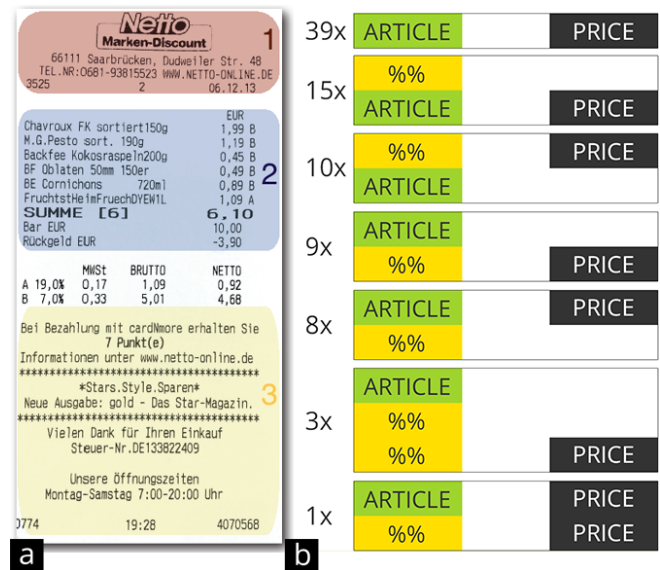 Netto
Marken-Discount
1
66111 Saarbrücken, Dudweiler Str. 48
TEL.NR:0681-93815523 WWW.NETTO-ONLINE.DE
3525 2 06.12.13
EUR
Chavroux FK sortiert150g 1,99 B
M.G.Pesto sort. 190g 1,19 B
Backfee Kokosraspeln200g 0,45 B
BF Oblaten 50mm 150er 0,49 B
2
BE Cornichons 720ml 0,89 B
FruchtstHeimFruechDYEW1L 1,09 A
SUMME [6] 6,10
Bar EUR 10,00
Rückgeld EUR -3,90
MWSt BRUTTO NETTO
A 19,0% 0,17 1,09 0,92
B 7,0% 0,33 5,01 4,68
Bei Bezahlung mit cardNmore erhalten Sie
7 Punkt(e)
Informationen unter www.netto-online.de
****************************************
*Stars.Style.Sparen*
3
Neue Ausgabe: gold - Das Star-Magazin.
****************************************
Vielen Dank für Ihren Einkauf
Steuer-Nr.DE133822409
Unsere Öffnungszeiten
Montag-Samstag 7:00-20:00 Uhr
0774 19:28 4070568
a
39x ARTICLE PRICE
15x
%%
ARTICLE PRICE
10x
%% PRICE
ARTICLE
9x
ARTICLE
%% PRICE
8x
ARTICLE PRICE
%%
3x
ARTICLE
%%
%% PRICE
1x
ARTICLE PRICE
%% PRICE
b